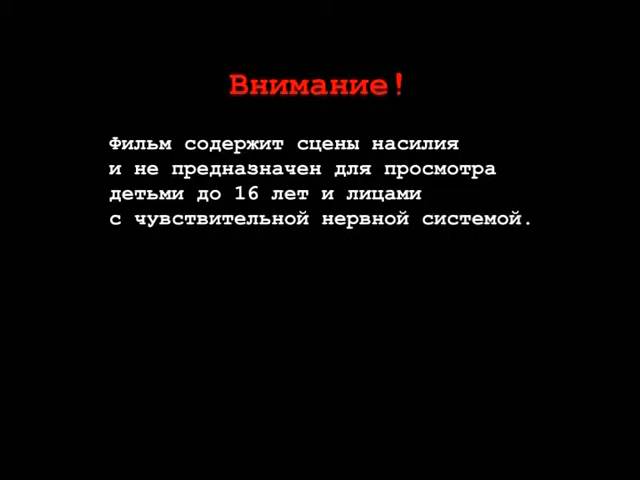 Внимание!
Фильм содержит сцены насилия
и не предназначен для просмотра
детьми до 16 лет и лицами
с чувствительной нервной системой.